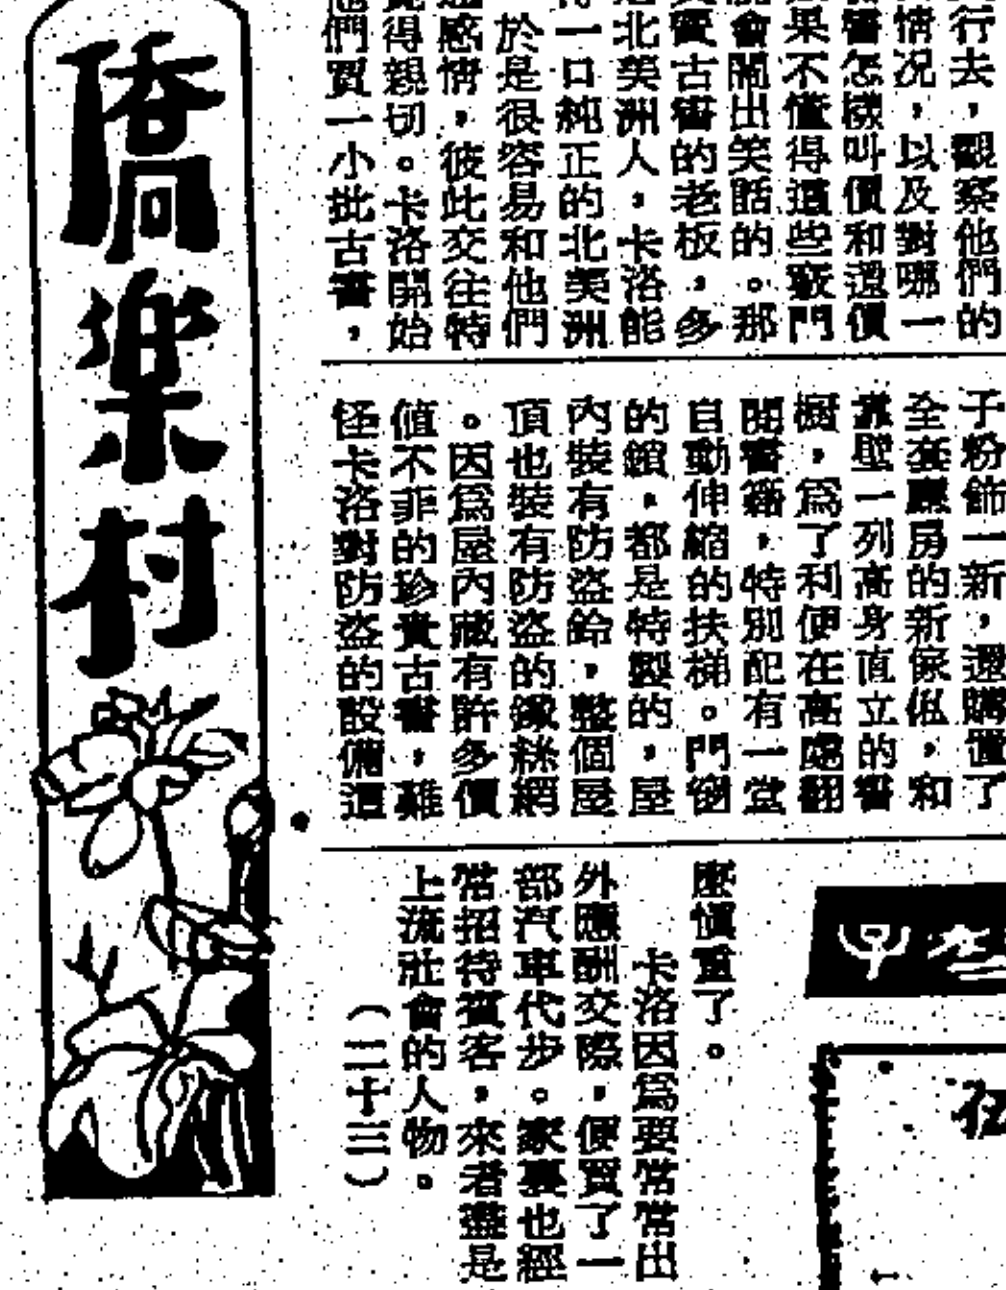 僑樂村
行去，觀察他們的
情况，以及對哪一
書怎樣叫價和還價
果不懂得這些竅門
會鬧出笑話的。那
賣古書的老板，多
北美洲人，卡洛能
一口純正的北美洲
於是很容易和他們
感情，彼此交往特
得親切。卡洛開始
們買一小批古書，
子粉飾一新，還購置了
全套廳房的新傢俬，和
靠壁一列高身直立的書
橱，爲了利便在高處翻
閱書籍，特別配有一堂
自動伸縮的扶梯。門窗
的鎖，都是特製的，屋
內裝有防盜鈴，整個屋
頂也裝有防盜的鐵絲網
。因爲屋內藏有許多價
值不菲的珍貴古書，難
怪卡洛對防盜的設備這
麼慎重了。
卡洛因爲要常常出
外應酬交際，便買了一
部汽車代步。家裏也經
常招待賓客，來者盡是
上流社會的人物。
（二十三）